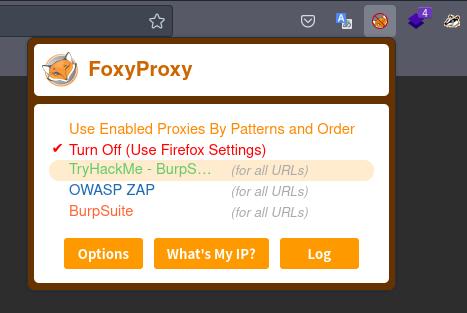 4
FoxyProxy
Use Enabled Proxies By Patterns and Order
✔ Turn Off (Use Firefox Settings)
TryHackMe - BurpS... (for all URLs)
OWASP ZAP (for all URLs)
BurpSuite (for all URLs)
Options What's My IP? Log